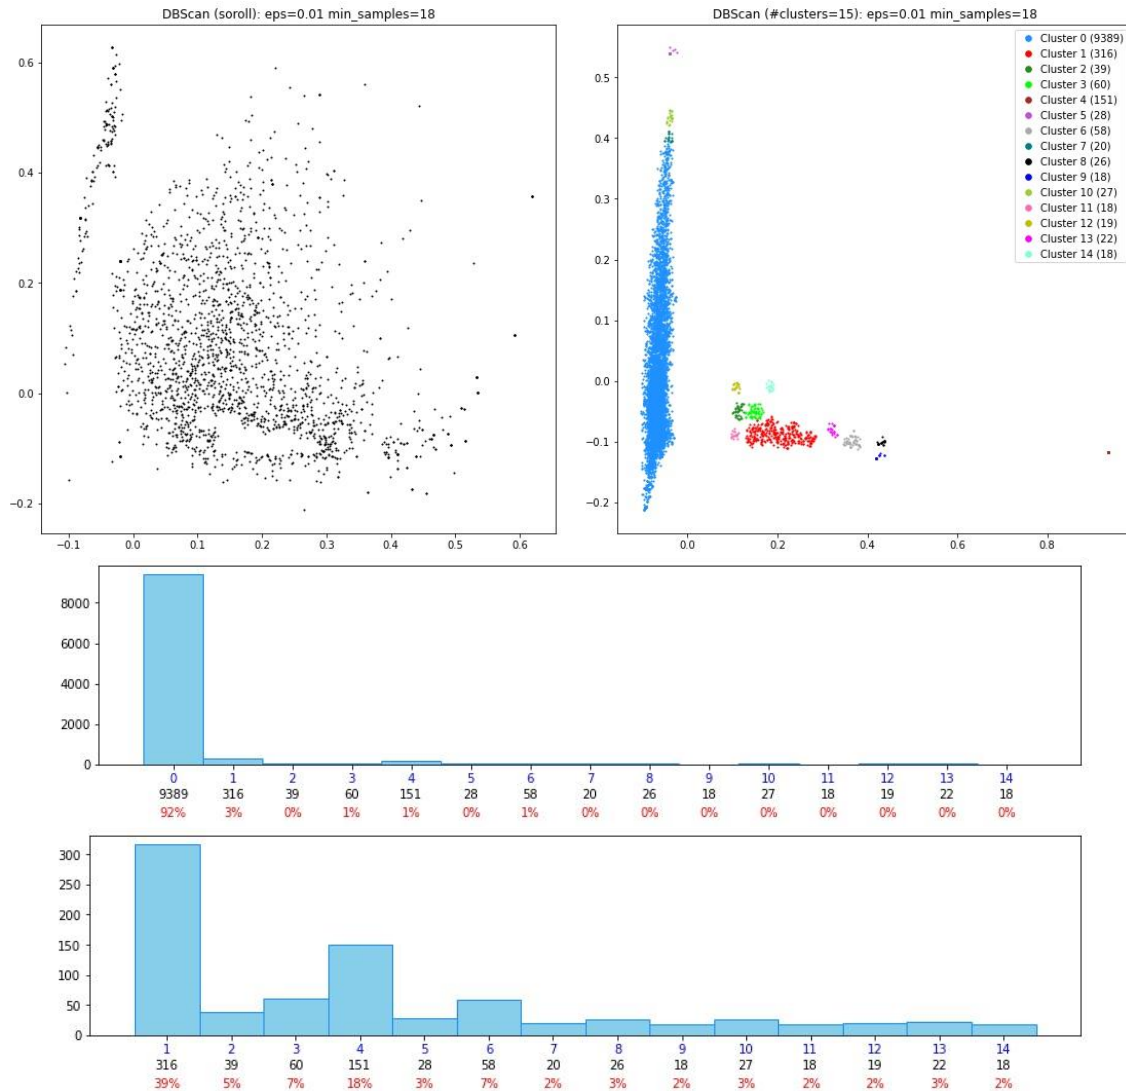 DBScan (soroll): eps=0.01 min_samples=18
0.6
0.4
0.2
0.0
−0.2
−0.1 0.0 0.1 0.2 0.3 0.4 0.5 0.6
DBScan (#clusters=15): eps=0.01 min_samples=18
0.5
0.4
0.3
0.2
0.1
0.0
−0.1
−0.2
0.0 0.2 0.4 0.6 0.8
Cluster 0 (9389)
Cluster 1 (316)
Cluster 2 (39)
Cluster 3 (60)
Cluster 4 (151)
Cluster 5 (28)
Cluster 6 (58)
Cluster 7 (20)
Cluster 8 (26)
Cluster 9 (18)
Cluster 10 (27)
Cluster 11 (18)
Cluster 12 (19)
Cluster 13 (22)
Cluster 14 (18)
8000
6000
4000
2000
0
0 1 2 3 4 5 6 7 8 9 10 11 12 13 14
9389 316 39 60 151 28 58 20 26 18 27 18 19 22 18
92% 3% 0% 1% 1% 0% 1% 0% 0% 0% 0% 0% 0% 0% 0%
300
250
200
150
100
50
0
1 2 3 4 5 6 7 8 9 10 11 12 13 14
316 39 60 151 28 58 20 26 18 27 18 19 22 18
39% 5% 7% 18% 3% 7% 2% 3% 2% 3% 2% 2% 3% 2%